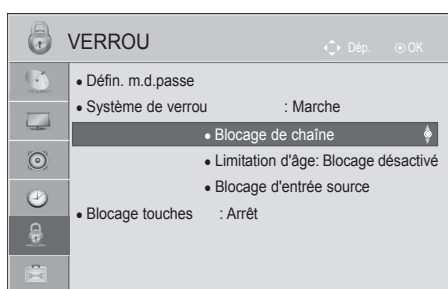 VERROU
Dép. OK
• Défin. m.d.passe
• Système de verrou : Marche
• Blocage de chaîne
• Limitation d'âge: Blocage désactivé
• Blocage d'entrée source
• Blocage touches : Arrêt